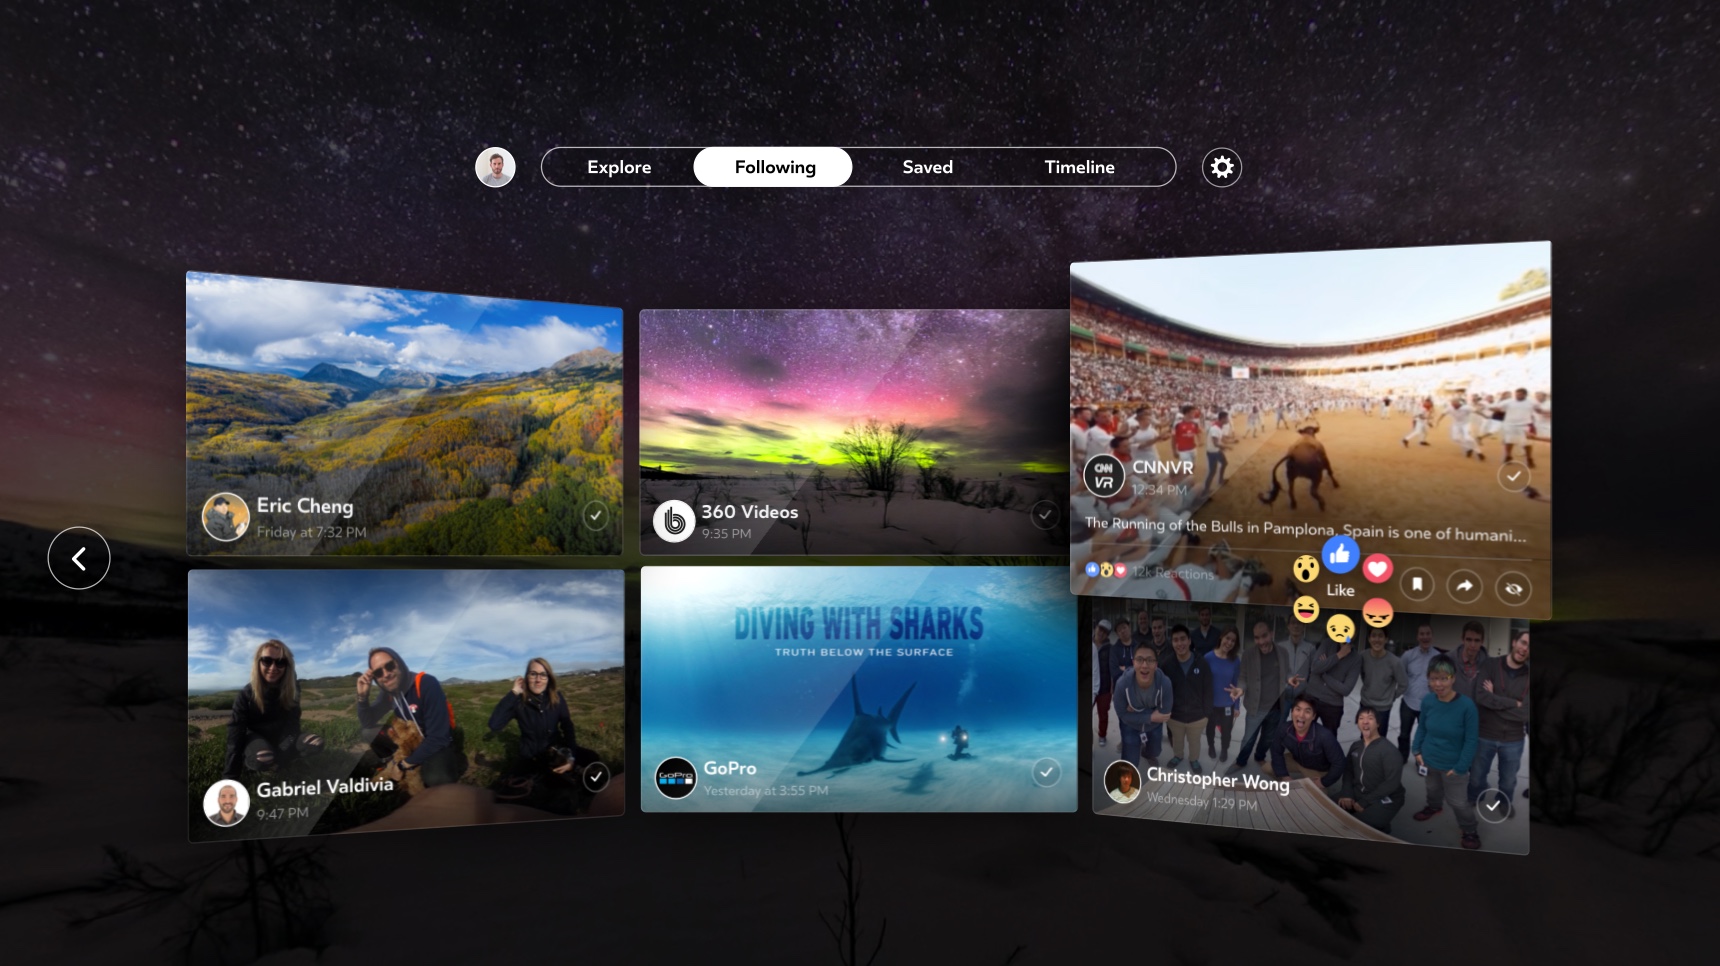 Explore
Following
Saved
Timeline
Eric Cheng
Friday at 7:32 PM
360 Videos
9:35 PM
CNN
VR
CNNVR
12:34 PM
The Running of the Bulls in Pamplona, Spain is one of humani...
12k Reactions
Like
Gabriel Valdivia
9:47 PM
DIVING WITH SHARKS
TRUTH BELOW THE SURFACE
GoPro
GoPro
Yesterday at 3:55 PM
Christopher Wong
Wednesday 1:29 PM